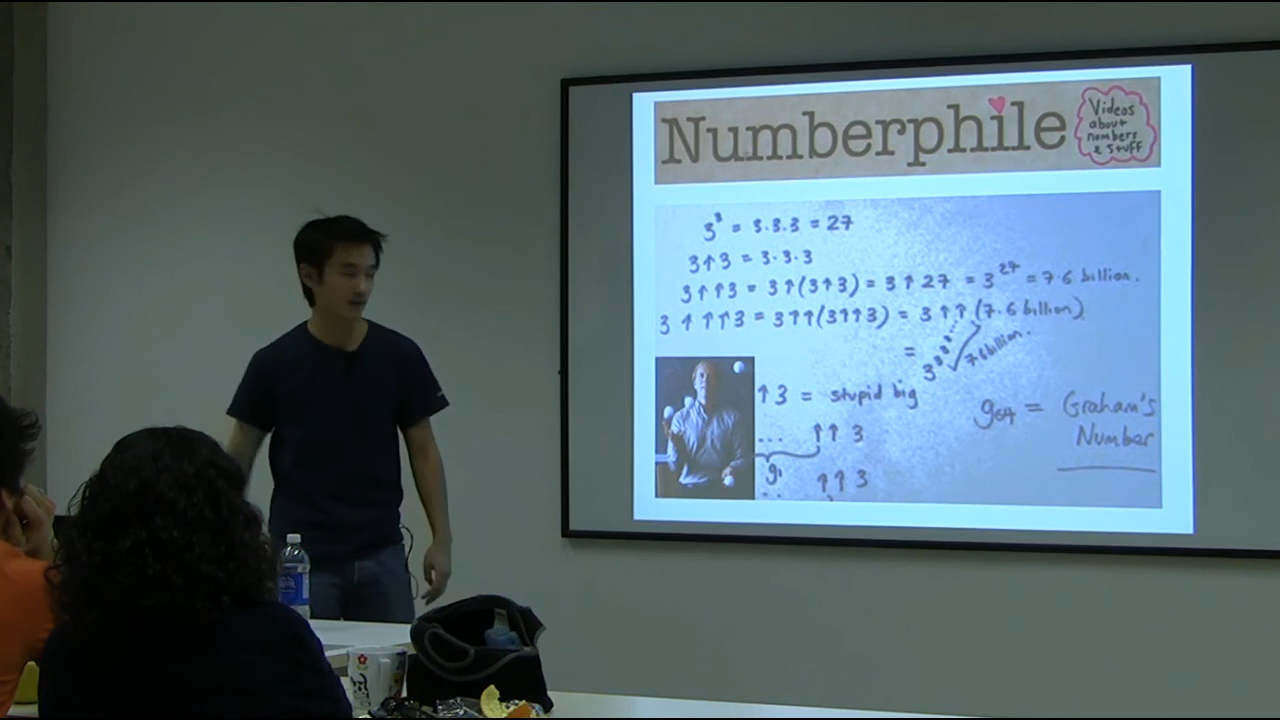 Numberphile
Videos
about
numbers
& stuff
3³ = 3.3.3 = 27
3↑3 = 3.3.3
3↑↑3 = 3↑(3↑3) = 3↑27 = 3²⁷ = 7.6 billion.
3↑↑↑3 = 3↑↑(3↑↑3) = 3↑↑(7.6 billion)
= 3³³³ 7.6 billion.
↑3 = stupid big
g₆₄ = Graham's
Number
... ↑↑ 3
g₁
↑↑ 3